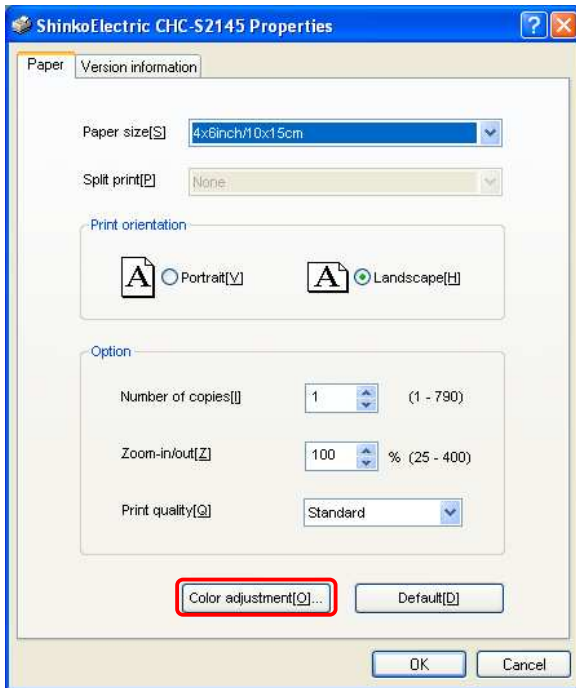 ShinkoElectric CHC-S2145 Properties
Paper Version information
Paper size[S] 4x6inch/10x15cm
Split print[P] None
Print orientation
A Portrait[V] A Landscape[H]
Option
Number of copies[I] 1 (1 - 790)
Zoom-in/out[Z] 100 % (25 - 400)
Print quality[Q] Standard
Color adjustment[O]... Default[D]
OK Cancel